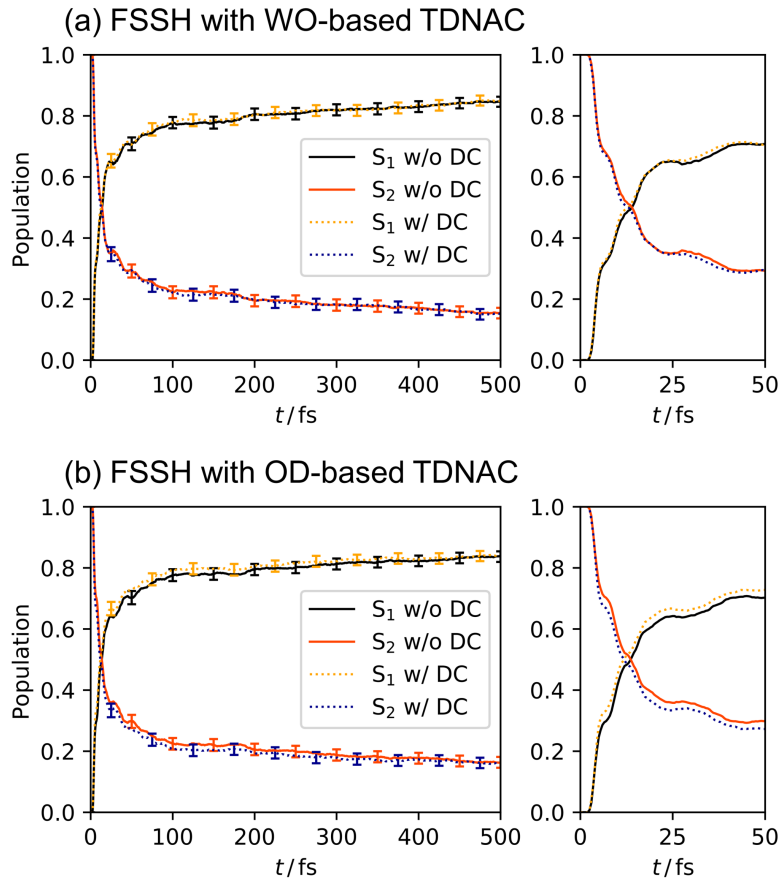 (a) FSSH with WO-based TDNAC
1.0
0.8
0.6
0.4
0.2
0.0
Population
S₁ w/o DC
S₂ w/o DC
S₁ w/ DC
S₂ w/ DC
0 100 200 300 400 500
t / fs
1.0
0.8
0.6
0.4
0.2
0.0
0 25 50
t / fs
(b) FSSH with OD-based TDNAC
1.0
0.8
0.6
0.4
0.2
0.0
Population
S₁ w/o DC
S₂ w/o DC
S₁ w/ DC
S₂ w/ DC
0 100 200 300 400 500
t / fs
1.0
0.8
0.6
0.4
0.2
0.0
0 25 50
t / fs